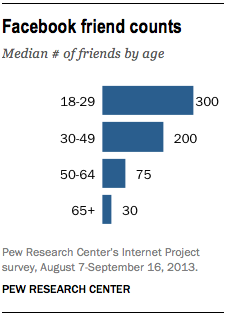 Facebook friend counts
Median # of friends by age
18-29 300
30-49 200
50-64 75
65+ 30
Pew Research Center's Internet Project
survey, August 7-September 16, 2013.
PEW RESEARCH CENTER